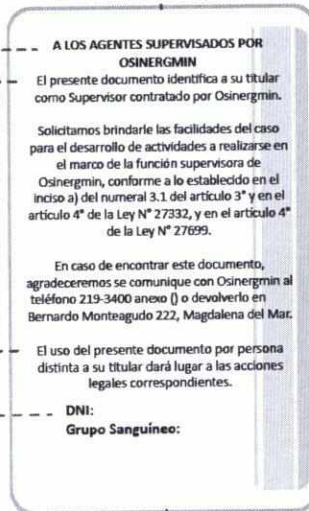 A LOS AGENTES SUPERVISADOS POR
OSINERGMIN
El presente documento identifica a su titular
como Supervisor contratado por Osinergmin.
Solicitamos brindarle las facilidades del caso
para el desarrollo de actividades a realizarse en
el marco de la función supervisora de
Osinergmin, conforme a lo establecido en el
inciso a) del numeral 3.1 del artículo 3° y en el
artículo 4° de la Ley N° 27332, y en el artículo 4°
de la Ley N° 27699.
En caso de encontrar este documento,
agradeceremos se comunique con Osinergmin al
teléfono 219-3400 anexo () o devolverlo en
Bernardo Monteagudo 222, Magdalena del Mar.
El uso del presente documento por persona
distinta a su titular dará lugar a las acciones
legales correspondientes.
DNI:
Grupo Sanguíneo: